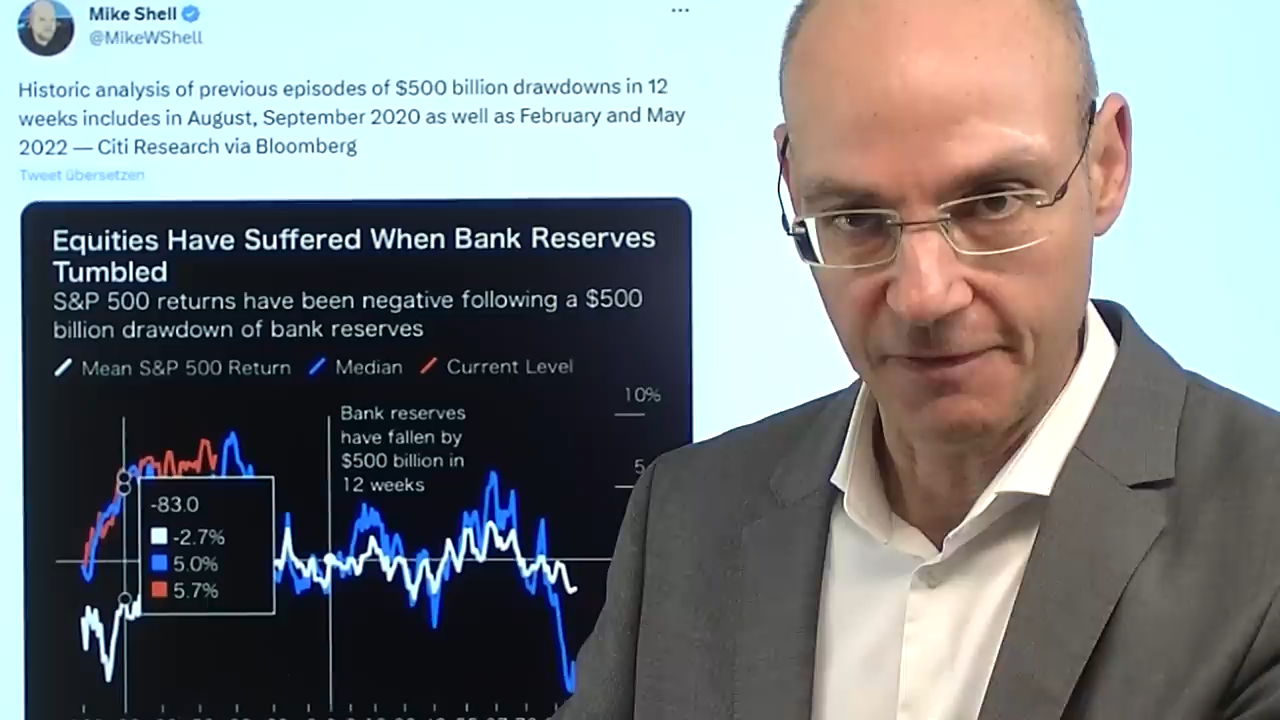 Mike Shell
@MikeWShell
Historic analysis of previous episodes of $500 billion drawdowns in 12
weeks includes in August, September 2020 as well as February and May
2022 — Citi Research via Bloomberg
Tweet übersetzen
Equities Have Suffered When Bank Reserves
Tumbled
S&P 500 returns have been negative following a $500
billion drawdown of bank reserves
Mean S&P 500 Return Median Current Level
10%
Bank reserves
have fallen by
$500 billion in
12 weeks
5
-83.0
-2.7%
5.0%
5.7%